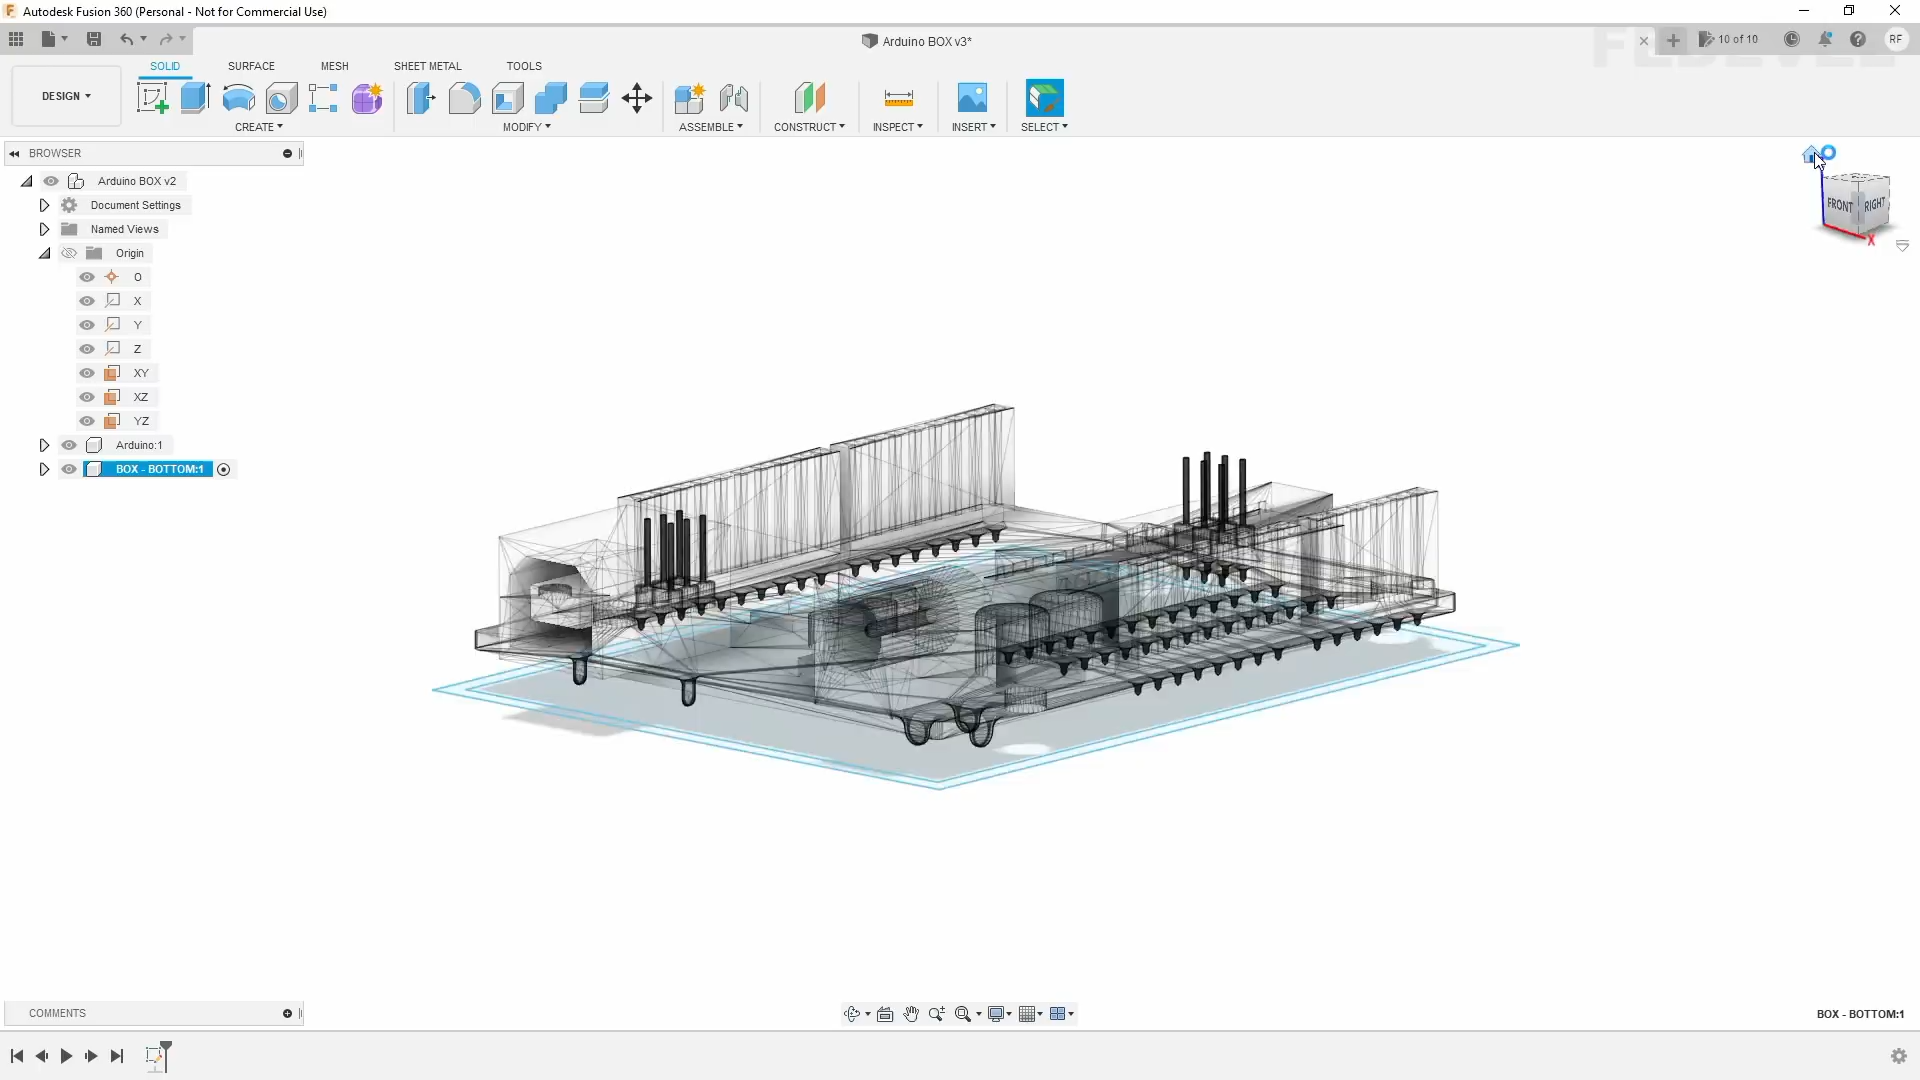 Autodesk Fusion 360 (Personal - Not for Commercial Use)
Arduino BOX v3*
10 of 10
RF
DESIGN
SOLID
SURFACE
MESH
SHEET METAL
TOOLS
CREATE
MODIFY
ASSEMBLE
CONSTRUCT
INSPECT
INSERT
SELECT
BROWSER
Arduino BOX v2
Document Settings
Named Views
Origin
O
X
Y
Z
XY
XZ
YZ
Arduino:1
BOX - BOTTOM:1
FRONT
RIGHT
X
COMMENTS
BOX - BOTTOM:1